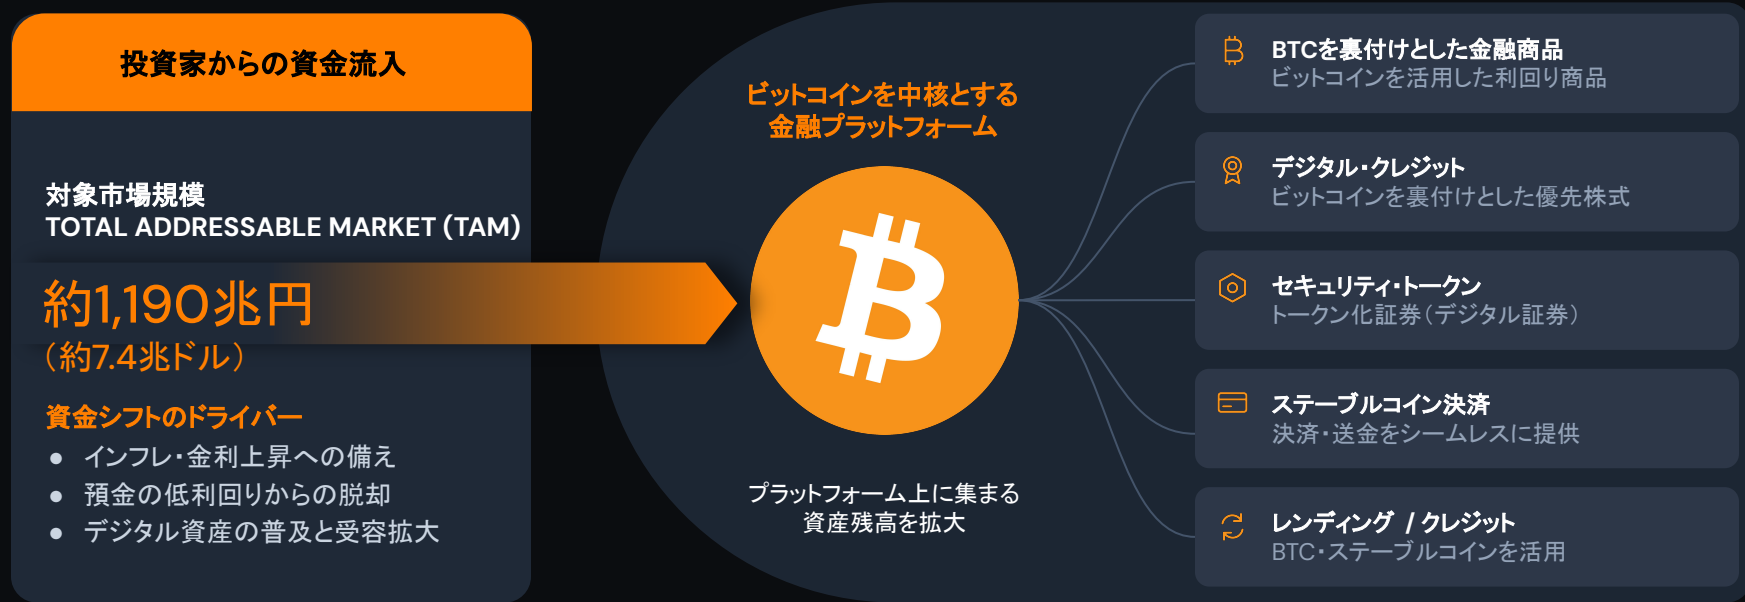 投資家からの資金流入
対象市場規模
TOTAL ADDRESSABLE MARKET (TAM)
約1,190兆円
（約7.4兆ドル）
資金シフトのドライバー
● インフレ・金利上昇への備え
● 預金の低利回りからの脱却
● デジタル資産の普及と受容拡大
ビットコインを中核とする
金融プラットフォーム
プラットフォーム上に集まる
資産残高を拡大
BTCを裏付けとした金融商品
ビットコインを活用した利回り商品
デジタル・クレジット
ビットコインを裏付けとした優先株式
セキュリティ・トークン
トークン化証券（デジタル証券）
ステーブルコイン決済
決済・送金をシームレスに提供
レンディング / クレジット
BTC・ステーブルコインを活用